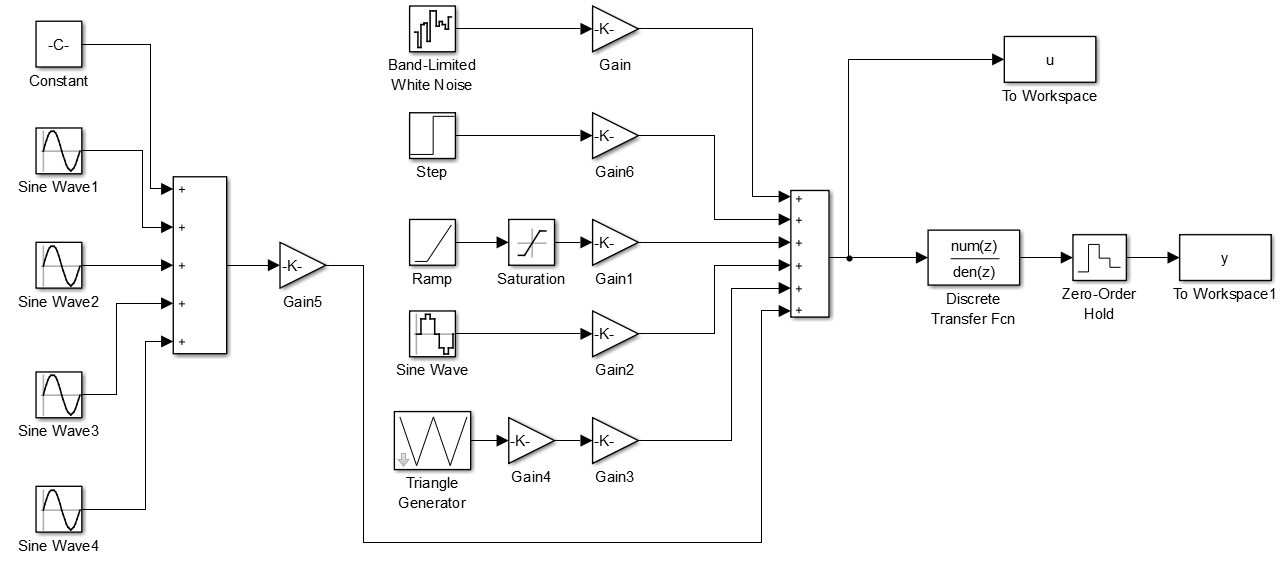 -C-
Constant
Sine Wave1
Sine Wave2
Sine Wave3
Sine Wave4
+
+
+
+
+
-K-
Gain5
Band-Limited
White Noise
-K-
Gain
Step
-K-
Gain6
Ramp
Saturation
-K-
Gain1
Sine Wave
-K-
Gain2
Triangle
Generator
-K-
Gain4
-K-
Gain3
+
+
+
+
+
+
u
To Workspace
num(z)
den(z)
Discrete
Transfer Fcn
Zero-Order
Hold
y
To Workspace1